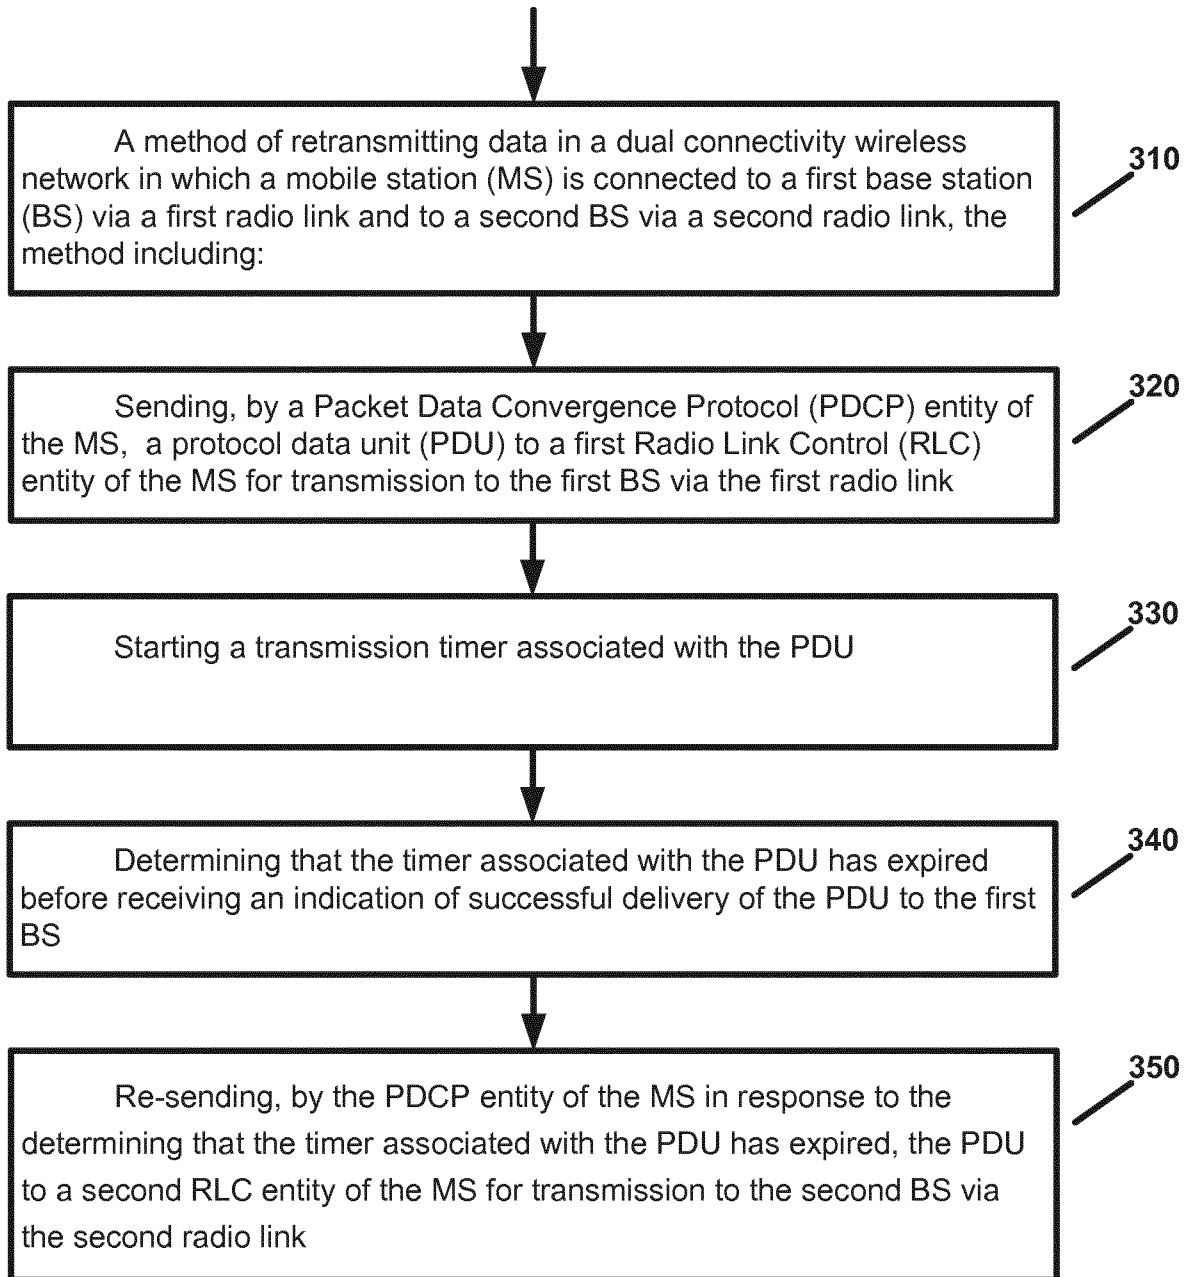 A method of retransmitting data in a dual connectivity wireless
310
network in which a mobile station (MS) is connected to a first base station
(BS) via a first radio link and to a second BS via a second radio link, the
method including:
320
Sending, by a Packet Data Convergence Protocol (PDCP) entity of
the MS, a protocol data unit (PDU) to a first Radio Link Control (RLC)
entity of the MS for transmission to the first BS via the first radio link
330
Starting a transmission timer associated with the PDU
340
Determining that the timer associated with the PDU has expired
before receiving an indication of successful delivery of the PDU to the first
BS
350
Re-sending, by the PDCP entity of the MS in response to the
determining that the timer associated with the PDU has expired, the PDU
to a second RLC entity of the MS for transmission to the second BS via
the second radio link